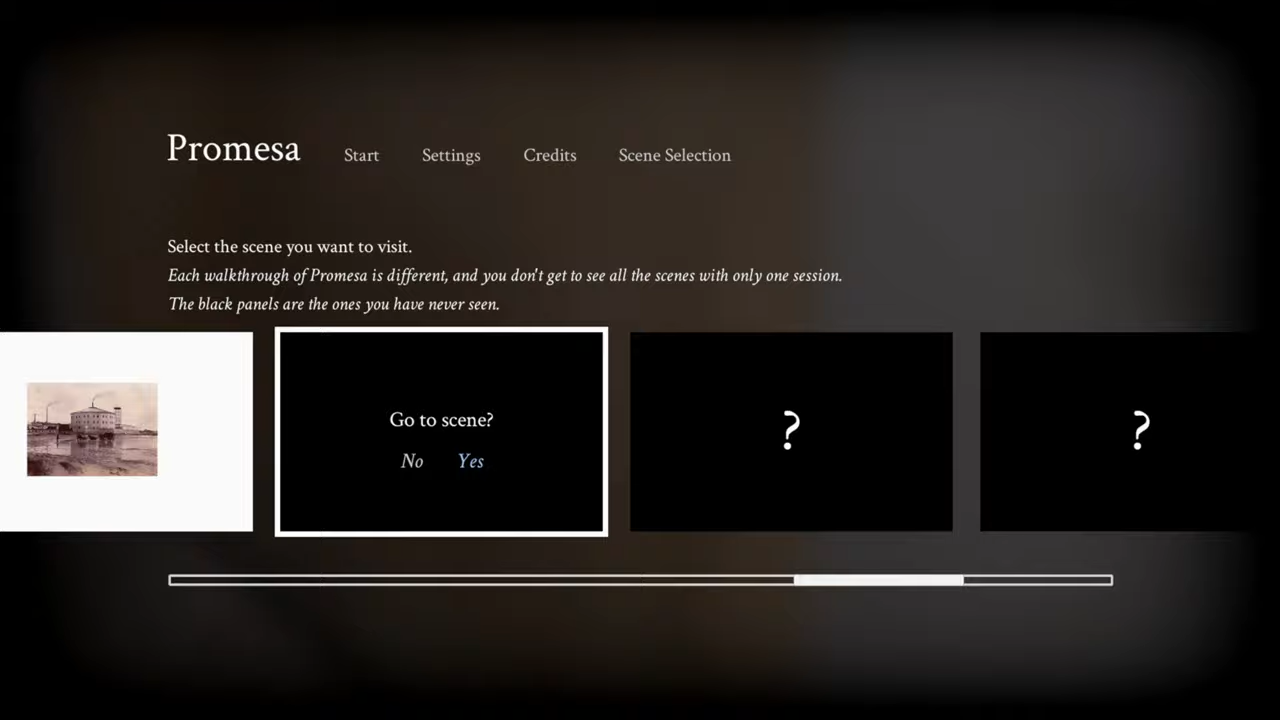 Promesa Start Settings Credits Scene Selection
Select the scene you want to visit.
Each walkthrough of Promesa is different, and you don't get to see all the scenes with only one session.
The black panels are the ones you have never seen.
Go to scene?
No Yes
? ?